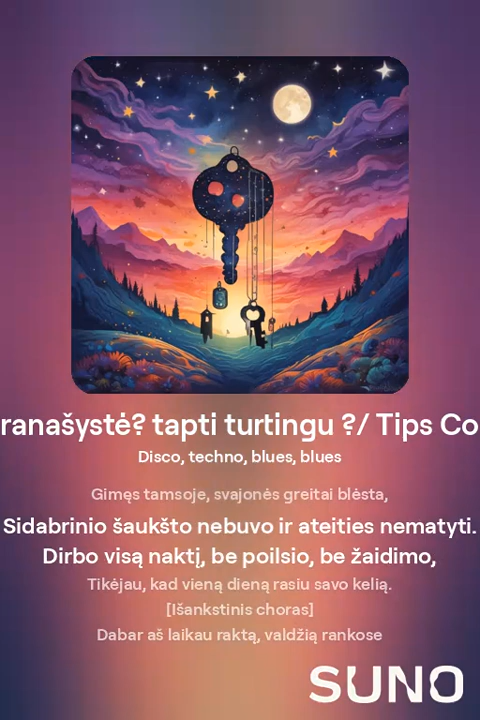 ranašystė? tapti turtingu ?/ Tips Co
Disco, techno, blues, blues
Gimęs tamsoje, svajonės greitai blėsta,
Sidabrinio šaukšto nebuvo ir ateities nematyti.
Dirbo visą naktį, be poilsio, be žaidimo,
Tikėjau, kad vieną dieną rasiu savo kelią.
[Išankstinis choras]
Dabar aš laikau raktą, valdžią rankose
SUNO